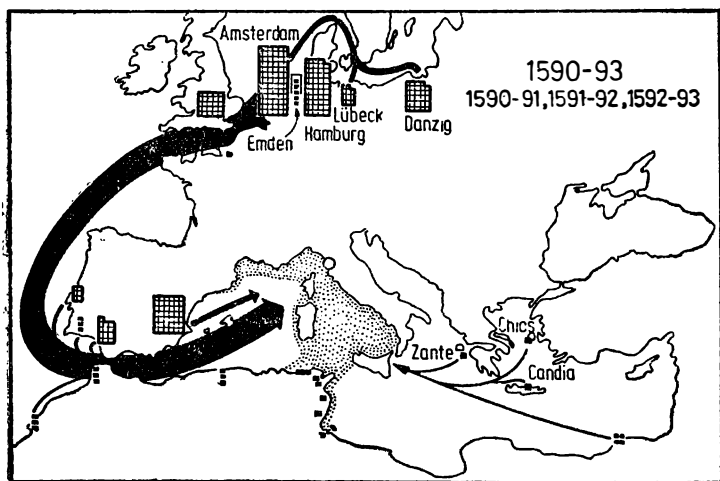 Amsterdam
1590-93
1590-91,1591-92,1592-93
Lübeck
Danzig
Emden
Hamburg
Chics
Zante
Candia